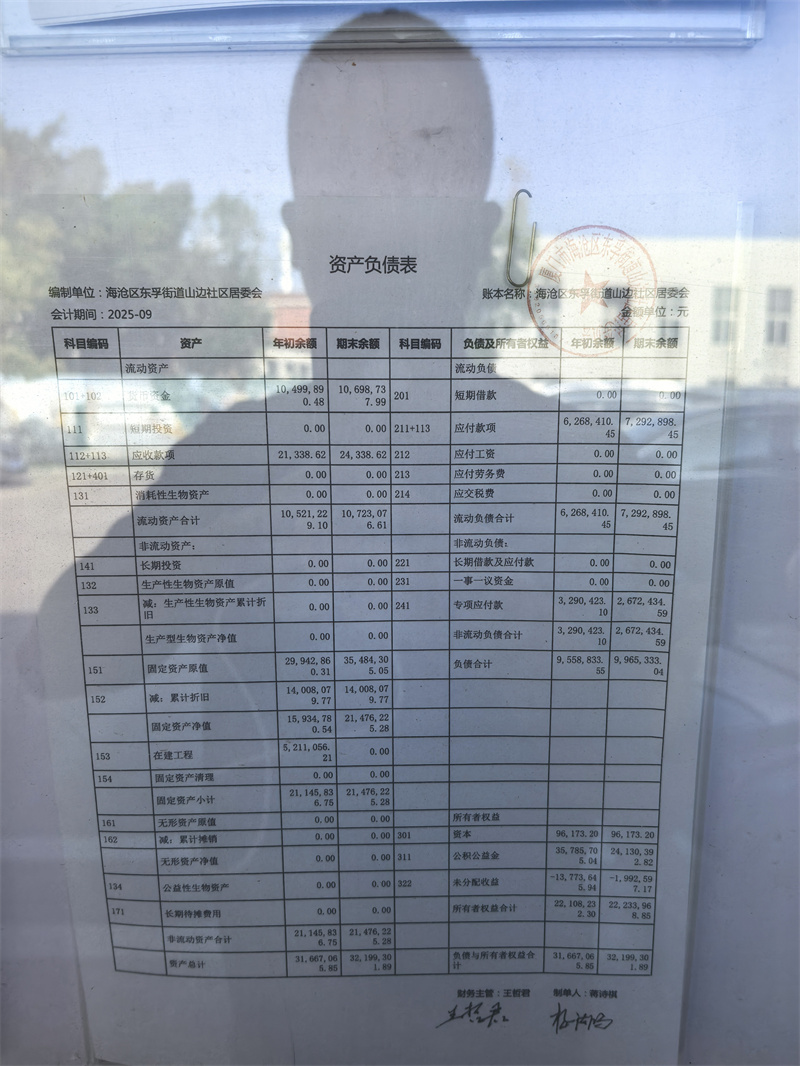 资产负债表
编制单位：海沧区东孚街道山边社区居委会 账本名称：海沧区东孚街道山边社区居委会
会计期间：2025-09 金额单位：元
科目编码 资产 年初余额 期末余额 科目编码 负债及所有者权益 年初余额 期末余额
流动资产 流动负债
101+102 货币资金 10,499,890.48 10,698,737.99 201 短期借款 0.00 0.00
111 短期投资 0.00 0.00 211+113 应付款项 6,268,410.45 7,292,898.45
112+113 应收款项 21,338.62 24,338.62 212 应付工资 0.00 0.00
121+401 存货 0.00 0.00 213 应付劳务费 0.00 0.00
131 消耗性生物资产 0.00 0.00 214 应交税费 0.00 0.00
流动资产合计 10,521,229.10 10,723,076.61 流动负债合计 6,268,410.45 7,292,898.45
非流动资产： 非流动负债：
141 长期投资 0.00 0.00 221 长期借款及应付款 0.00 0.00
132 生产性生物资产原值 0.00 0.00 231 一事一议资金 0.00 0.00
133 减：生产性生物资产累计折旧 0.00 0.00 241 专项应付款 3,290,423.10 2,672,434.59
生产型生物资产净值 0.00 0.00 非流动负债合计 3,290,423.10 2,672,434.59
151 固定资产原值 29,942,860.31 35,484,305.05 负债合计 9,558,833.55 9,965,333.04
152 减：累计折旧 14,008,079.77 14,008,079.77
固定资产净值 15,934,780.54 21,476,225.28
153 在建工程 5,211,056.21 0.00
154 固定资产清理 0.00 0.00
固定资产小计 21,145,836.75 21,476,225.28
161 无形资产原值 0.00 0.00 所有者权益
162 减：累计摊销 0.00 0.00 301 资本 96,173.20 96,173.20
无形资产净值 0.00 0.00 311 公积公益金 35,785,705.04 24,130,392.82
134 公益性生物资产 0.00 0.00 322 未分配收益 -13,773,645.94 -1,992,597.17
171 长期待摊费用 0.00 0.00 所有者权益合计 22,108,232.30 22,233,968.85
非流动资产合计 21,145,836.75 21,476,225.28
资产总计 31,667,065.85 32,199,301.89 负债与所有者权益合计 31,667,065.85 32,199,301.89
财务主管：王哲君 制单人：蒋诗棋